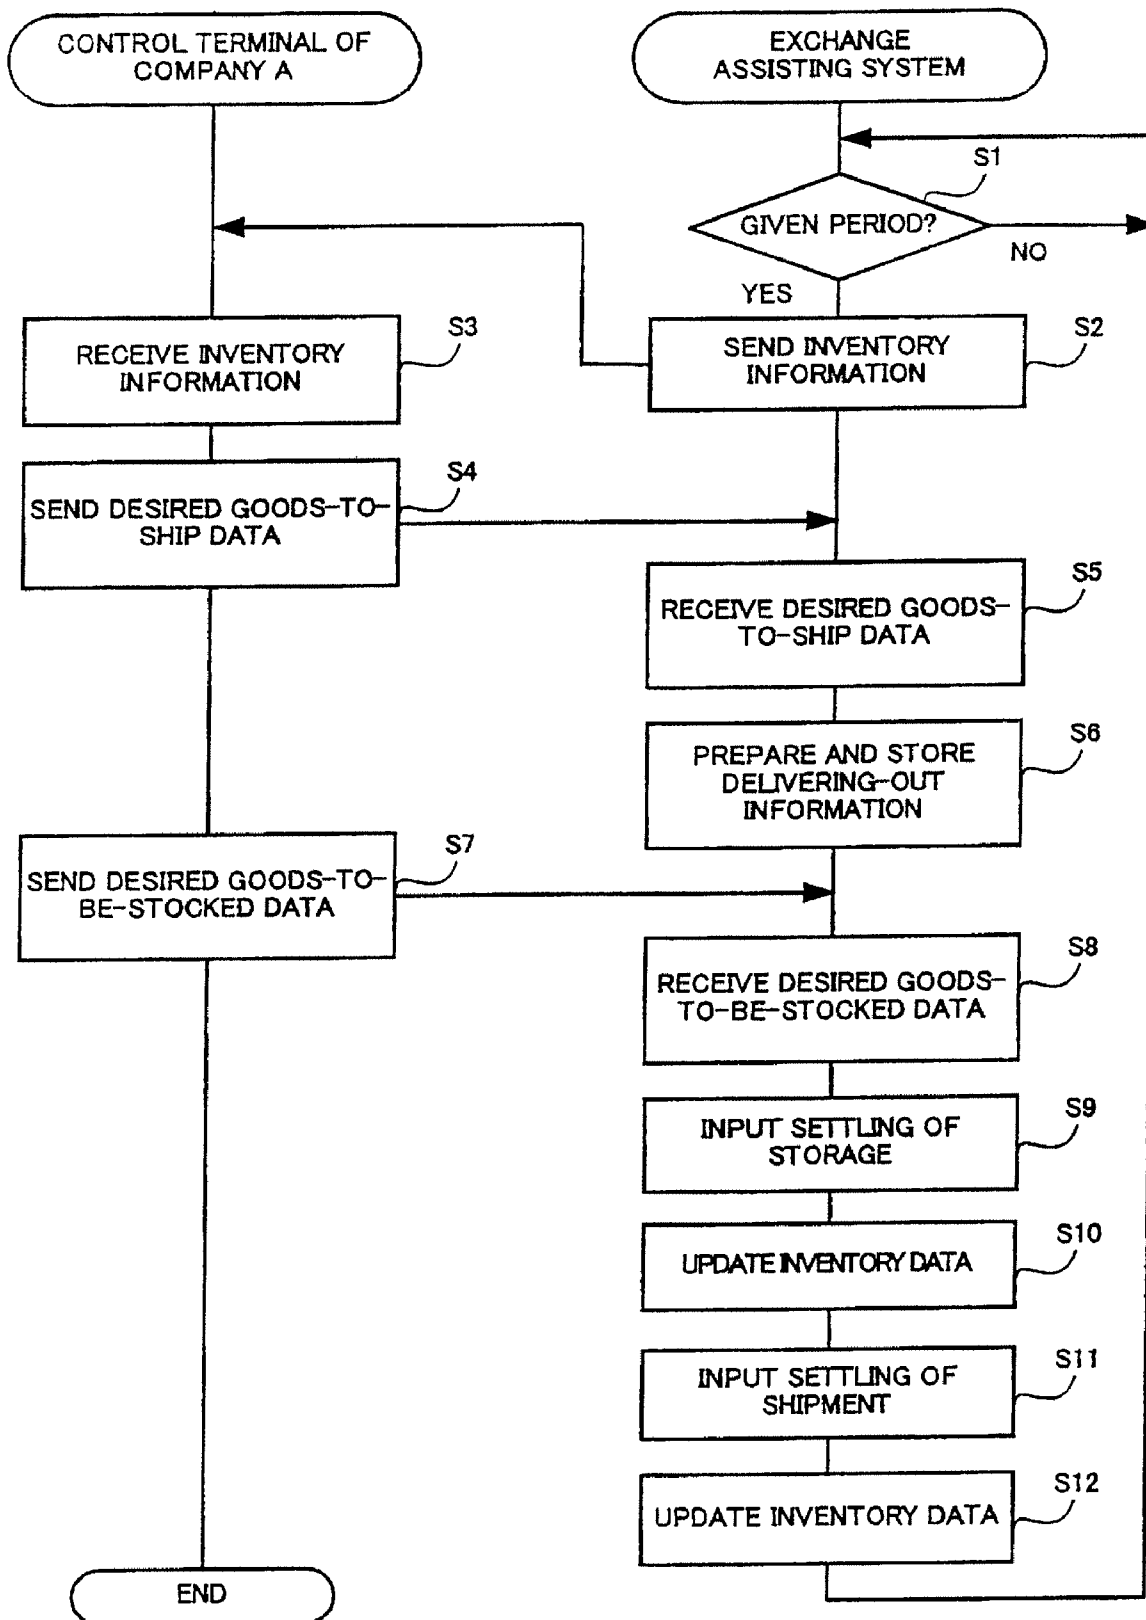 CONTROL TERMINAL OF
COMPANY A
EXCHANGE
ASSISTING SYSTEM
S1
GIVEN PERIOD?
NO
YES
S3
RECEIVE INVENTORY
INFORMATION
S2
SEND INVENTORY
INFORMATION
S4
SEND DESIRED GOODS-TO-
SHIP DATA
S5
RECEIVE DESIRED GOODS-
TO-SHIP DATA
S6
PREPARE AND STORE
DELIVERING-OUT
INFORMATION
S7
SEND DESIRED GOODS-TO-
BE-STOCKED DATA
S8
RECEIVE DESIRED GOODS-
TO-BE-STOCKED DATA
S9
INPUT SETTLING OF
STORAGE
S10
UPDATE INVENTORY DATA
S11
INPUT SETTLING OF
SHIPMENT
S12
UPDATE INVENTORY DATA
END